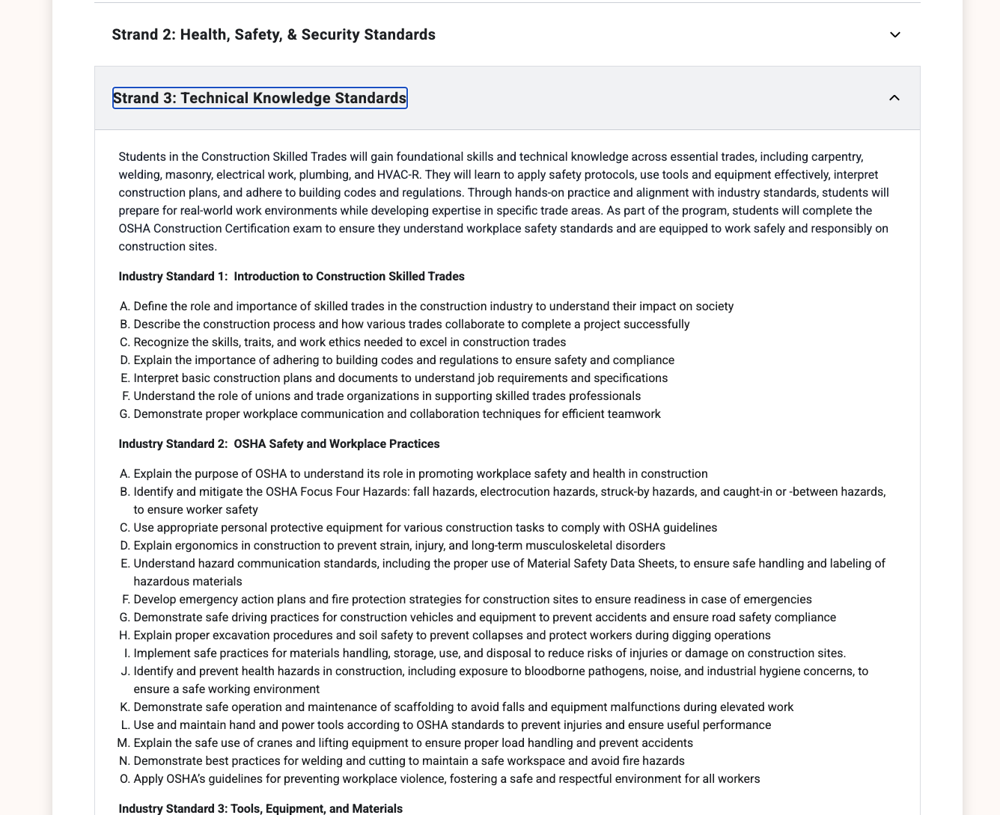 Strand 2: Health, Safety, & Security Standards
Strand 3: Technical Knowledge Standards
Students in the Construction Skilled Trades will gain foundational skills and technical knowledge across essential trades, including carpentry,
welding, masonry, electrical work, plumbing, and HVAC-R. They will learn to apply safety protocols, use tools and equipment effectively, interpret
construction plans, and adhere to building codes and regulations. Through hands-on practice and alignment with industry standards, students will
prepare for real-world work environments while developing expertise in specific trade areas. As part of the program, students will complete the
OSHA Construction Certification exam to ensure they understand workplace safety standards and are equipped to work safely and responsibly on
construction sites.
Industry Standard 1:  Introduction to Construction Skilled Trades
A. Define the role and importance of skilled trades in the construction industry to understand their impact on society
B. Describe the construction process and how various trades collaborate to complete a project successfully
C. Recognize the skills, traits, and work ethics needed to excel in construction trades
D. Explain the importance of adhering to building codes and regulations to ensure safety and compliance
E. Interpret basic construction plans and documents to understand job requirements and specifications
F. Understand the role of unions and trade organizations in supporting skilled trades professionals
G. Demonstrate proper workplace communication and collaboration techniques for efficient teamwork
Industry Standard 2:  OSHA Safety and Workplace Practices
A. Explain the purpose of OSHA to understand its role in promoting workplace safety and health in construction
B. Identify and mitigate the OSHA Focus Four Hazards: fall hazards, electrocution hazards, struck-by hazards, and caught-in or -between hazards,
to ensure worker safety
C. Use appropriate personal protective equipment for various construction tasks to comply with OSHA guidelines
D. Explain ergonomics in construction to prevent strain, injury, and long-term musculoskeletal disorders
E. Understand hazard communication standards, including the proper use of Material Safety Data Sheets, to ensure safe handling and labeling of
hazardous materials
F. Develop emergency action plans and fire protection strategies for construction sites to ensure readiness in case of emergencies
G. Demonstrate safe driving practices for construction vehicles and equipment to prevent accidents and ensure road safety compliance
H. Explain proper excavation procedures and soil safety to prevent collapses and protect workers during digging operations
I. Implement safe practices for materials handling, storage, use, and disposal to reduce risks of injuries or damage on construction sites.
J. Identify and prevent health hazards in construction, including exposure to bloodborne pathogens, noise, and industrial hygiene concerns, to
ensure a safe working environment
K. Demonstrate safe operation and maintenance of scaffolding to avoid falls and equipment malfunctions during elevated work
L. Use and maintain hand and power tools according to OSHA standards to prevent injuries and ensure useful performance
M. Explain the safe use of cranes and lifting equipment to ensure proper load handling and prevent accidents
N. Demonstrate best practices for welding and cutting to maintain a safe workspace and avoid fire hazards
O. Apply OSHA’s guidelines for preventing workplace violence, fostering a safe and respectful environment for all workers
Industry Standard 3: Tools, Equipment, and Materials